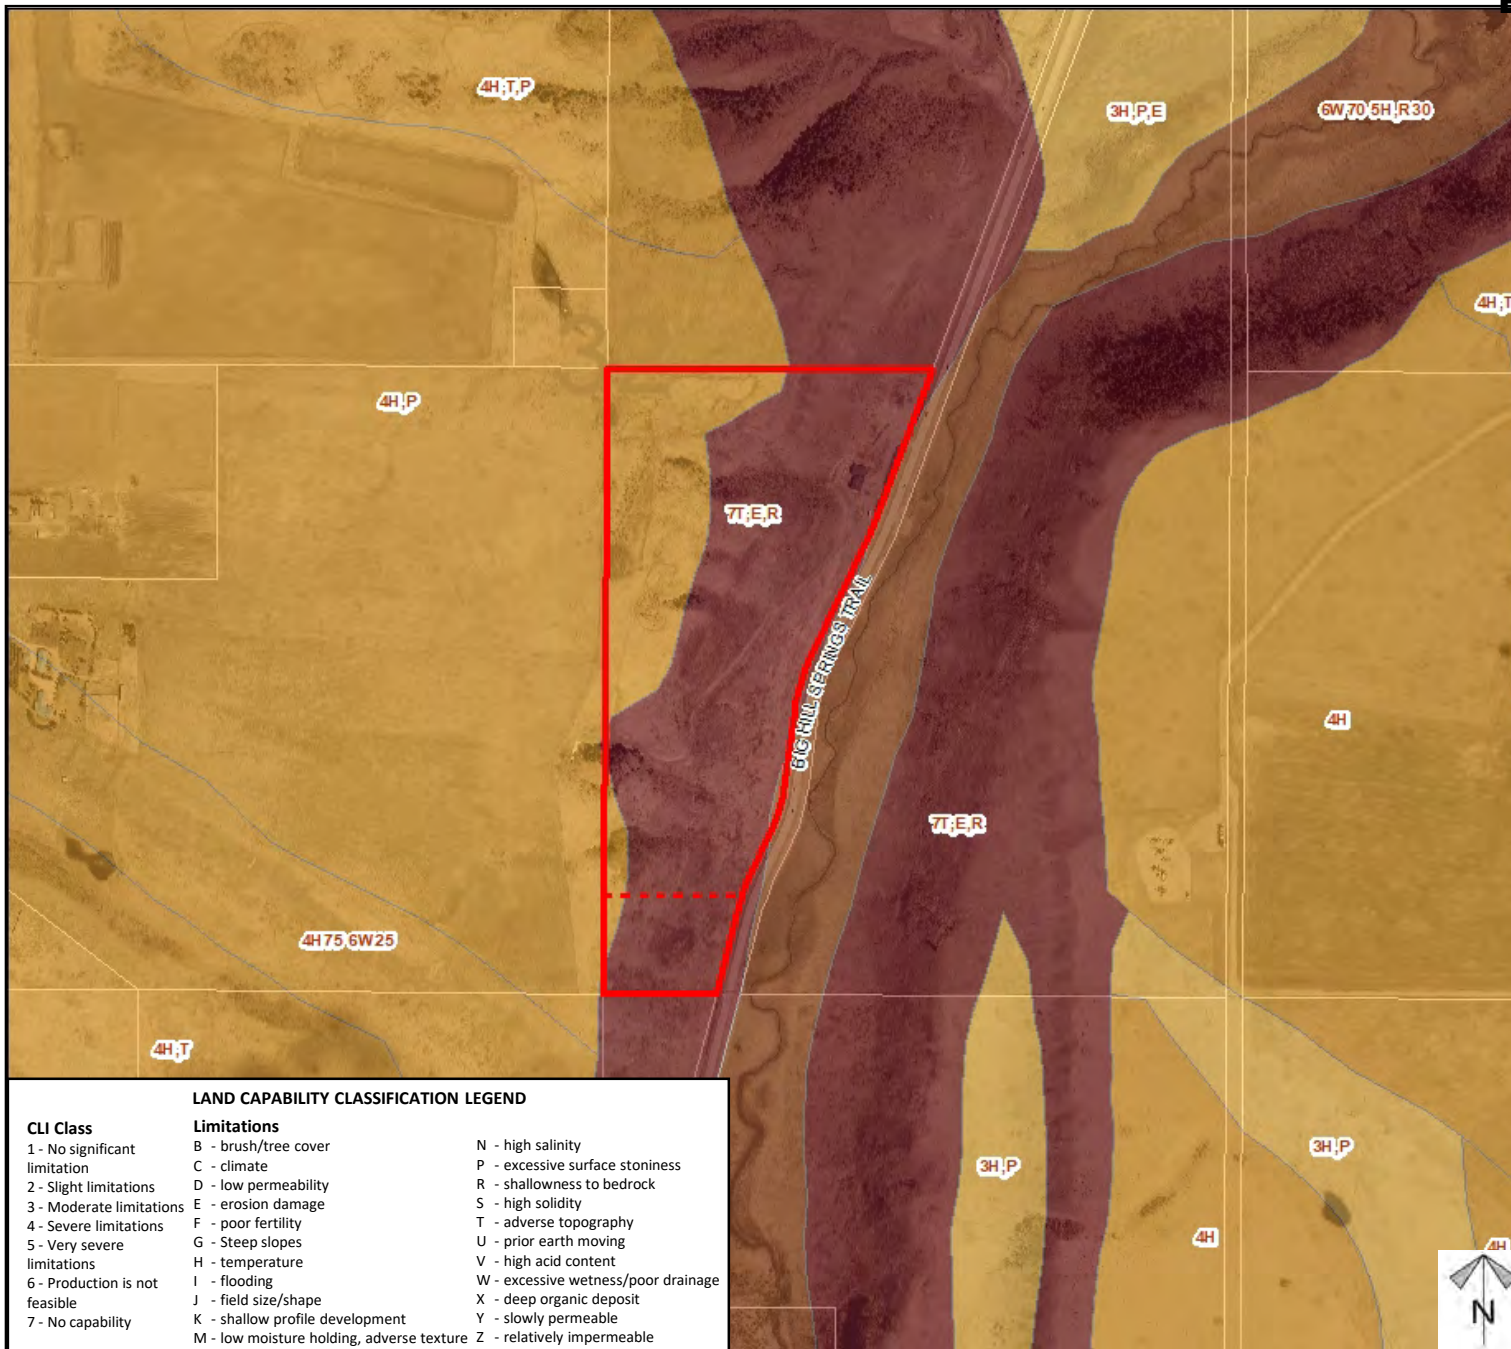 4H;T,P
3H,P,E
6W70 5H,R30
4H;T
4H,P
7T;E,R
BIG HILL SPRINGS TRAIL
4H
7T;E,R
4H75 6W25
4H;T
3H,P
3H,P
4H
4H
N
LAND CAPABILITY CLASSIFICATION LEGEND
CLI Class
1 - No significant
limitation
2 - Slight limitations
3 - Moderate limitations
4 - Severe limitations
5 - Very severe
limitations
6 - Production is not
feasible
7 - No capability
Limitations
B - brush/tree cover
C - climate
D - low permeability
E - erosion damage
F - poor fertility
G - Steep slopes
H - temperature
I - flooding
J - field size/shape
K - shallow profile development
M - low moisture holding, adverse texture
N - high salinity
P - excessive surface stoniness
R - shallowness to bedrock
S - high solidity
T - adverse topography
U - prior earth moving
V - high acid content
W - excessive wetness/poor drainage
X - deep organic deposit
Y - slowly permeable
Z - relatively impermeable